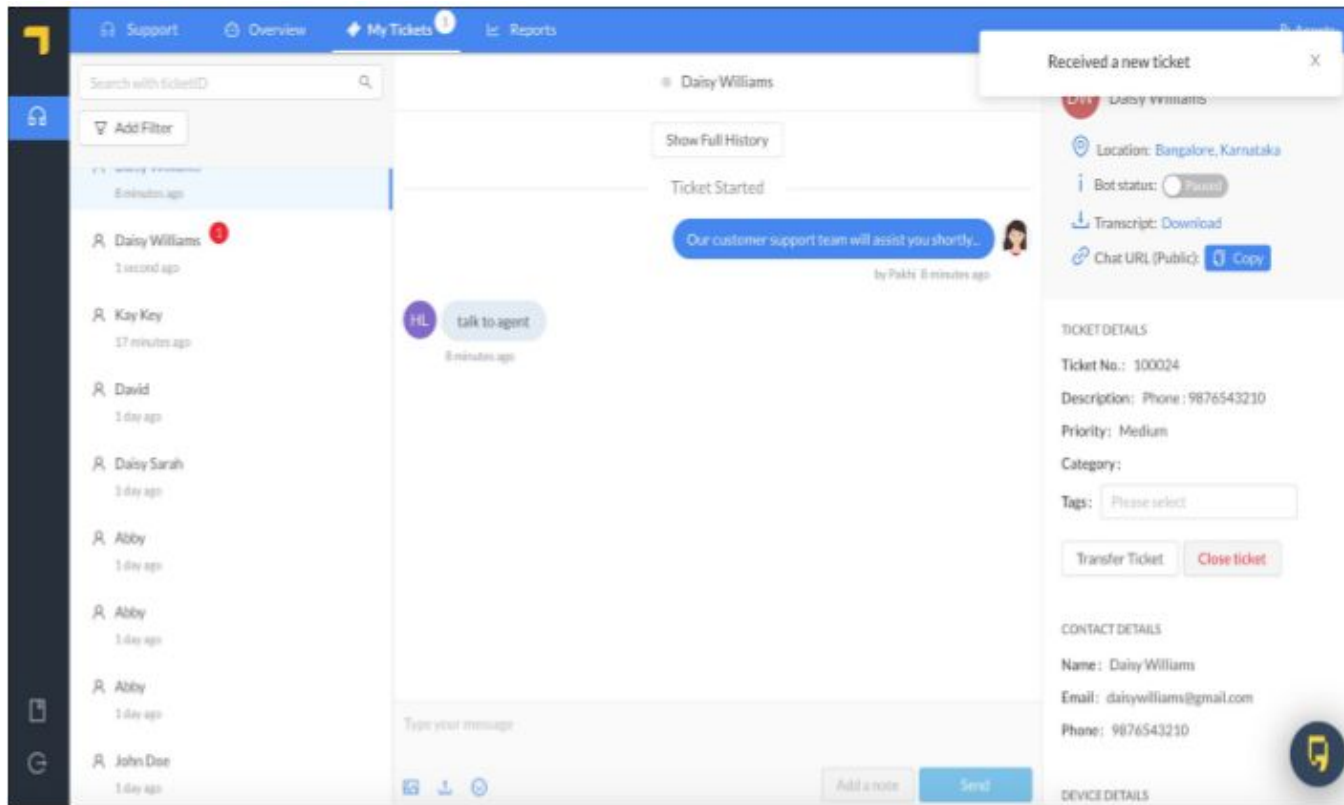 Support Overview My Tickets 1 Reports
Received a new ticket X
Search with ticketID
Add Filter
Daisy Williams
8 minutes ago
Daisy Williams 1
1 second ago
Kay Key
17 minutes ago
David
1 day ago
Daisy Sarah
1 day ago
Abby
1 day ago
Abby
1 day ago
Abby
1 day ago
John Doe
1 day ago
Daisy Williams
Show Full History
Ticket Started
Our customer support team will assist you shortly...
by Pakhi 8 minutes ago
HL talk to agent
8 minutes ago
Type your message
Add a note Send
DW Daisy Williams
Location: Bangalore, Karnataka
Bot status: Paused
Transcript: Download
Chat URL (Public): Copy
TICKET DETAILS
Ticket No.: 100024
Description: Phone : 9876543210
Priority: Medium
Category:
Tags: Please select
Transfer Ticket Close ticket
CONTACT DETAILS
Name: Daisy Williams
Email: daisywilliams@gmail.com
Phone: 9876543210
DEVICE DETAILS